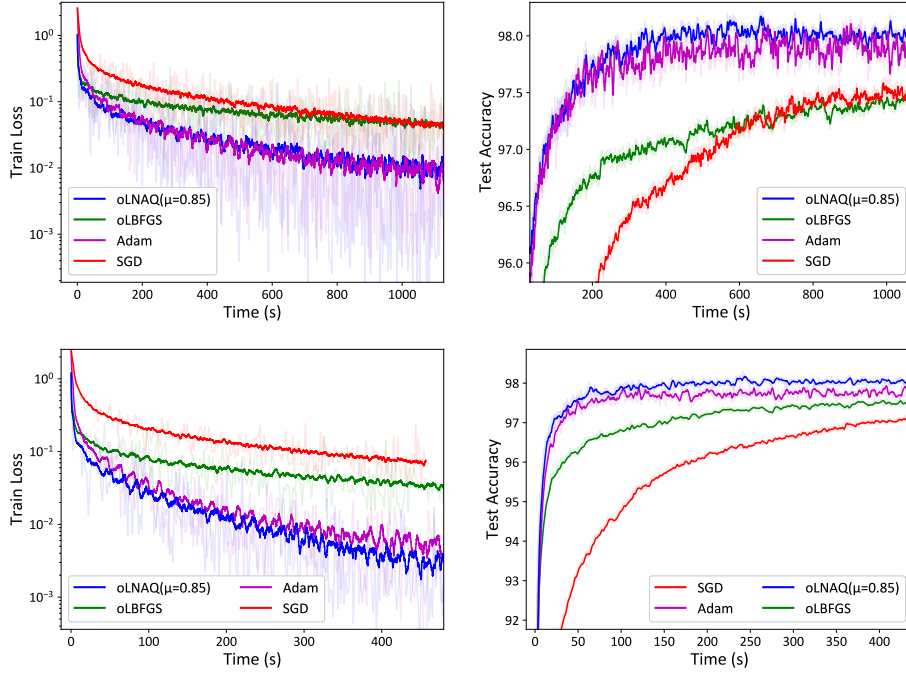 Train Loss
10^0
10^-1
10^-2
10^-3
oLNAQ(μ=0.85)
oLBFGS
Adam
SGD
0 200 400 600 800 1000
Time (s)
Test Accuracy
98.0
97.5
97.0
96.5
96.0
oLNAQ(μ=0.85)
oLBFGS
Adam
SGD
200 400 600 800 1000
Time (s)
Train Loss
10^0
10^-1
10^-2
10^-3
oLNAQ(μ=0.85) Adam
oLBFGS SGD
0 100 200 300 400
Time (s)
Test Accuracy
98
97
96
95
94
93
92
SGD oLNAQ(μ=0.85)
Adam oLBFGS
0 50 100 150 200 250 300 350 400
Time (s)